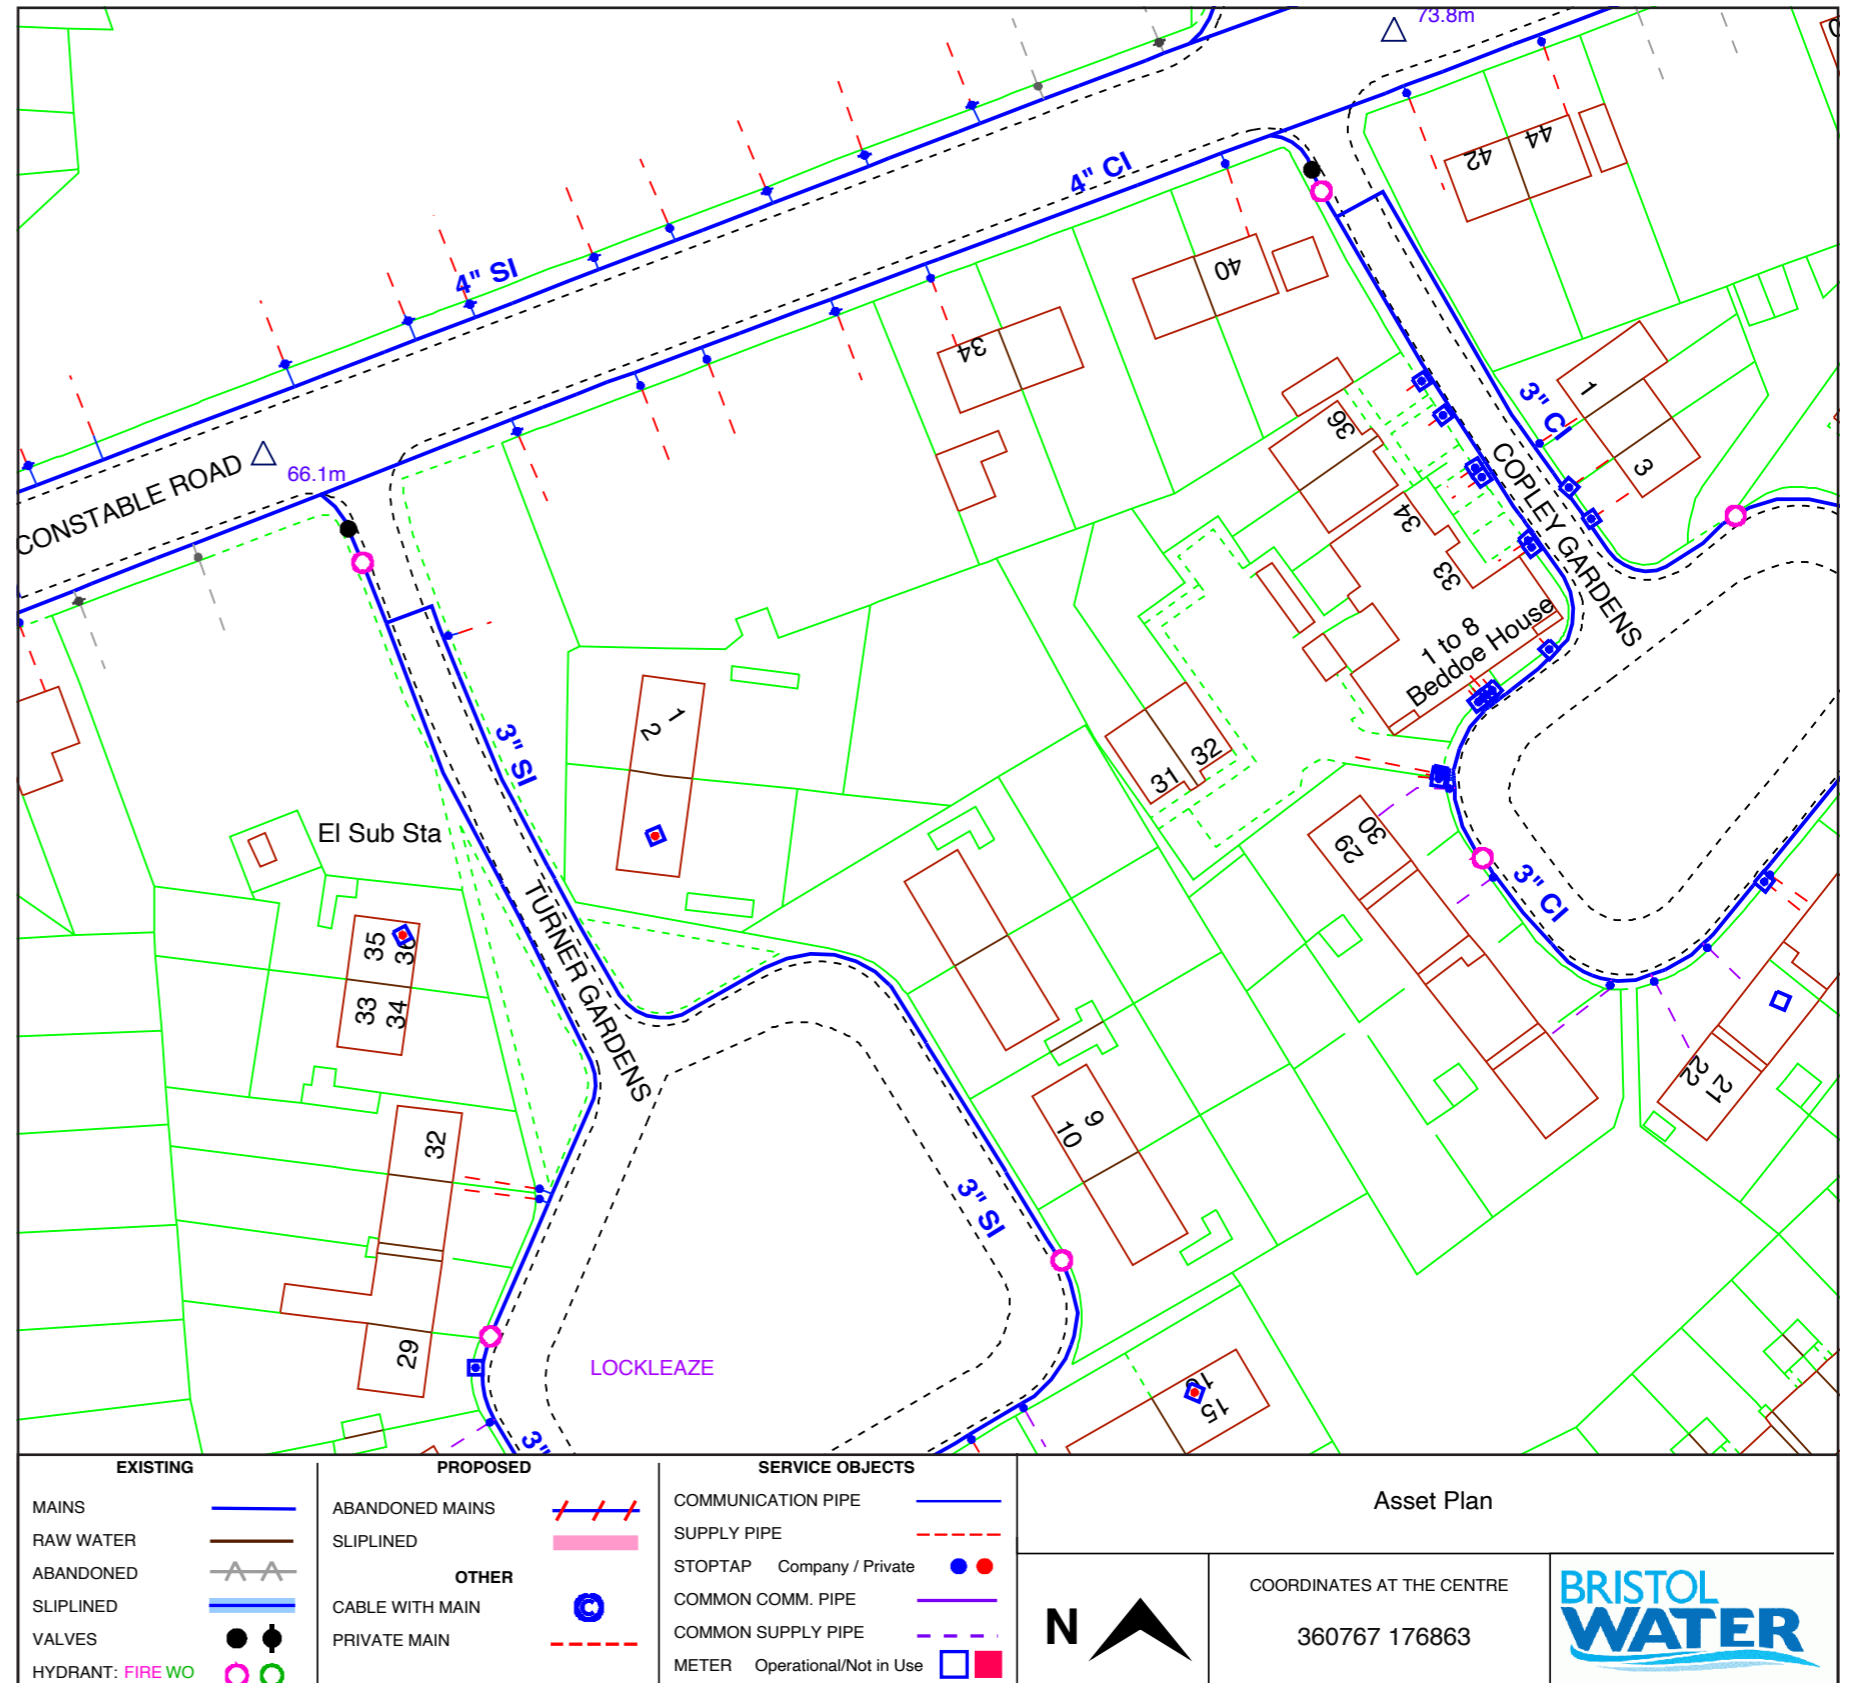 73.8m
4" CI
42
44
4" SI
40
34
3" CI
1
3
36
CONSTABLE ROAD
66.1m
COPLEY GARDENS
34
33
1 to 8
Beddoe House
1
2
3" SI
31
32
El Sub Sta
30
29
3" CI
TURNER GARDENS
35
36
33
34
22
21
9
10
32
3" SI
29
LOCKLEAZE
16
15
3"
EXISTING
MAINS
RAW WATER
ABANDONED
SLIPLINED
VALVES
HYDRANT: FIRE WO
PROPOSED
ABANDONED MAINS
SLIPLINED
OTHER
CABLE WITH MAIN
C
PRIVATE MAIN
SERVICE OBJECTS
COMMUNICATION PIPE
SUPPLY PIPE
STOPTAP Company / Private
COMMON COMM. PIPE
COMMON SUPPLY PIPE
METER Operational/Not in Use
Asset Plan
N
COORDINATES AT THE CENTRE
360767 176863
BRISTOL
WATER